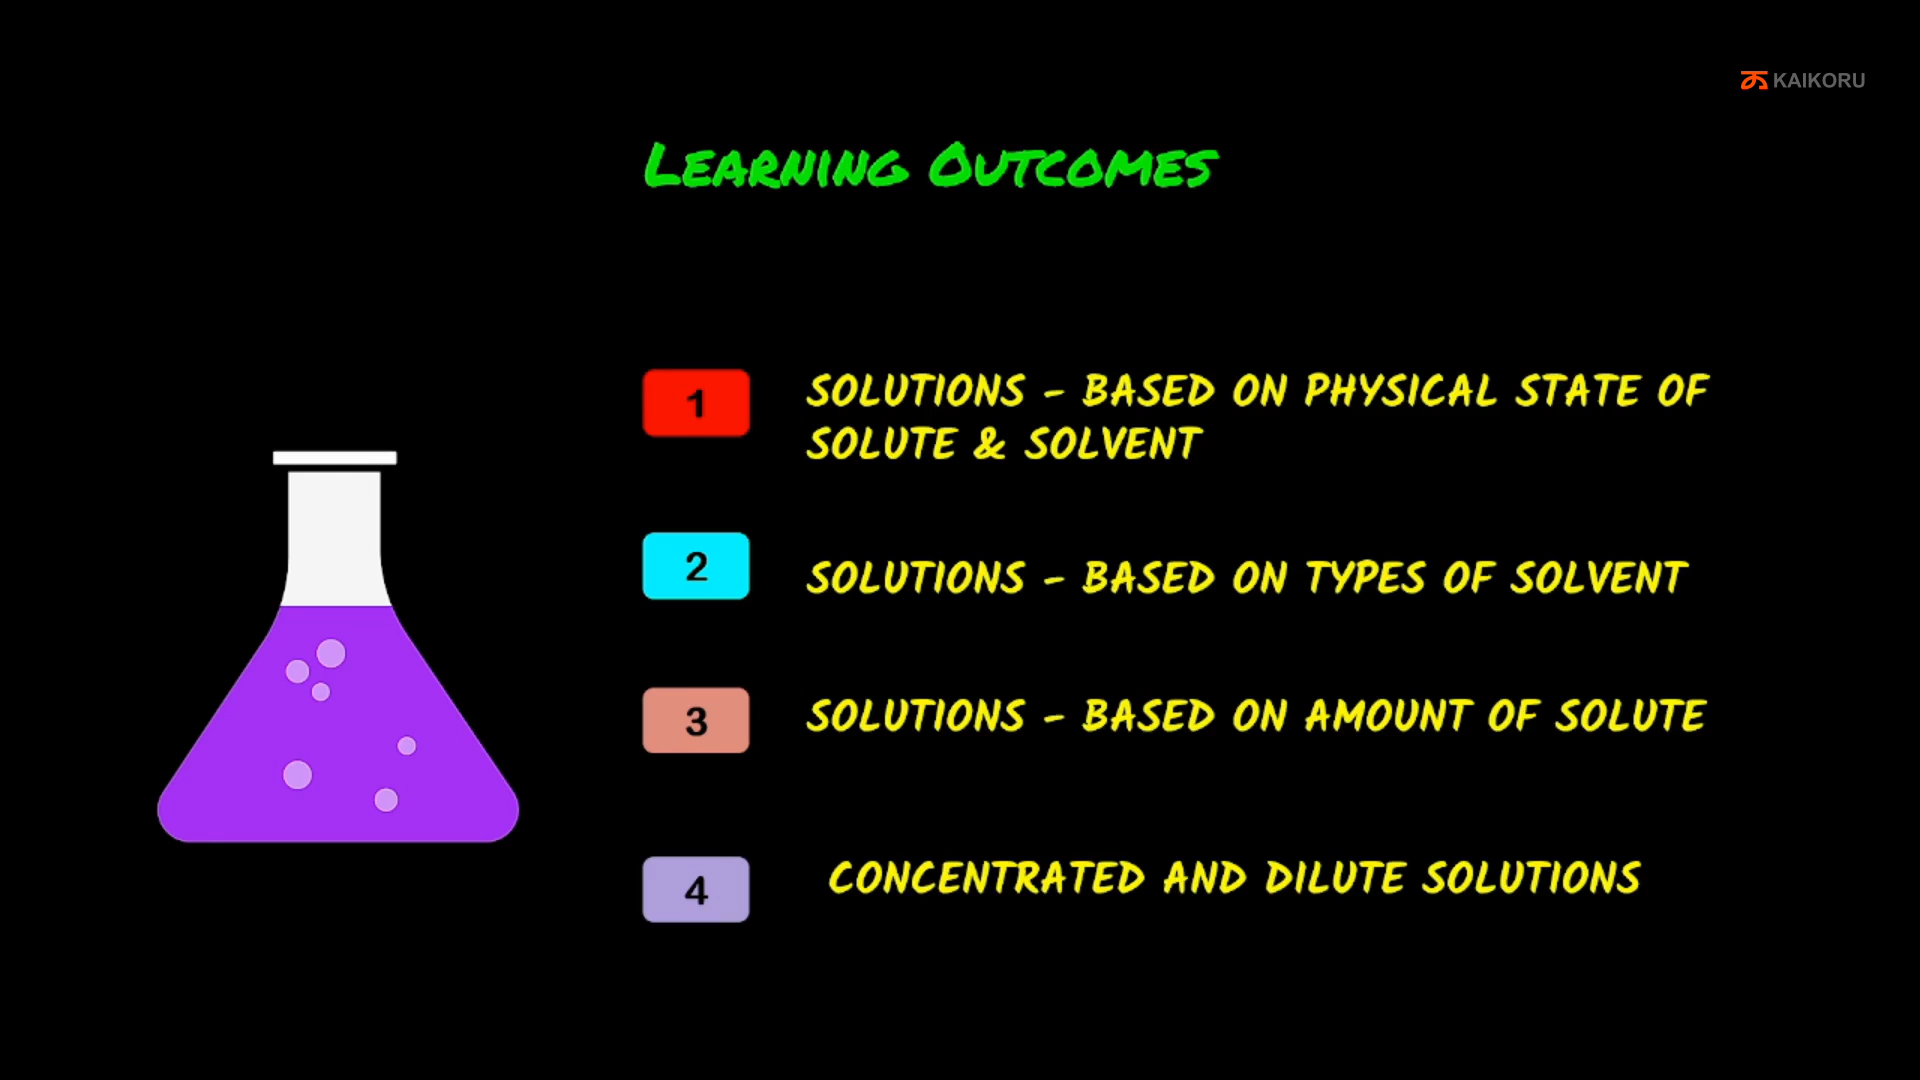 KAIKORU
LEARNING OUTCOMES
1
SOLUTIONS - BASED ON PHYSICAL STATE OF
SOLUTE & SOLVENT
2
SOLUTIONS - BASED ON TYPES OF SOLVENT
3
SOLUTIONS - BASED ON AMOUNT OF SOLUTE
4
CONCENTRATED AND DILUTE SOLUTIONS